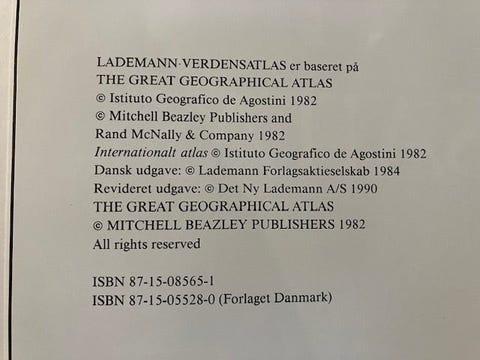 LADEMANN·VERDENSATLAS er baseret på
THE GREAT GEOGRAPHICAL ATLAS
© Istituto Geografico de Agostini 1982
© Mitchell Beazley Publishers and
Rand McNally & Company 1982
Internationalt atlas © Istituto Geografico de Agostini 1982
Dansk udgave: © Lademann Forlagsaktieselskab 1984
Revideret udgave: © Det Ny Lademann A/S 1990
THE GREAT GEOGRAPHICAL ATLAS
© MITCHELL BEAZLEY PUBLISHERS 1982
All rights reserved
ISBN 87-15-08565-1
ISBN 87-15-05528-0 (Forlaget Danmark)